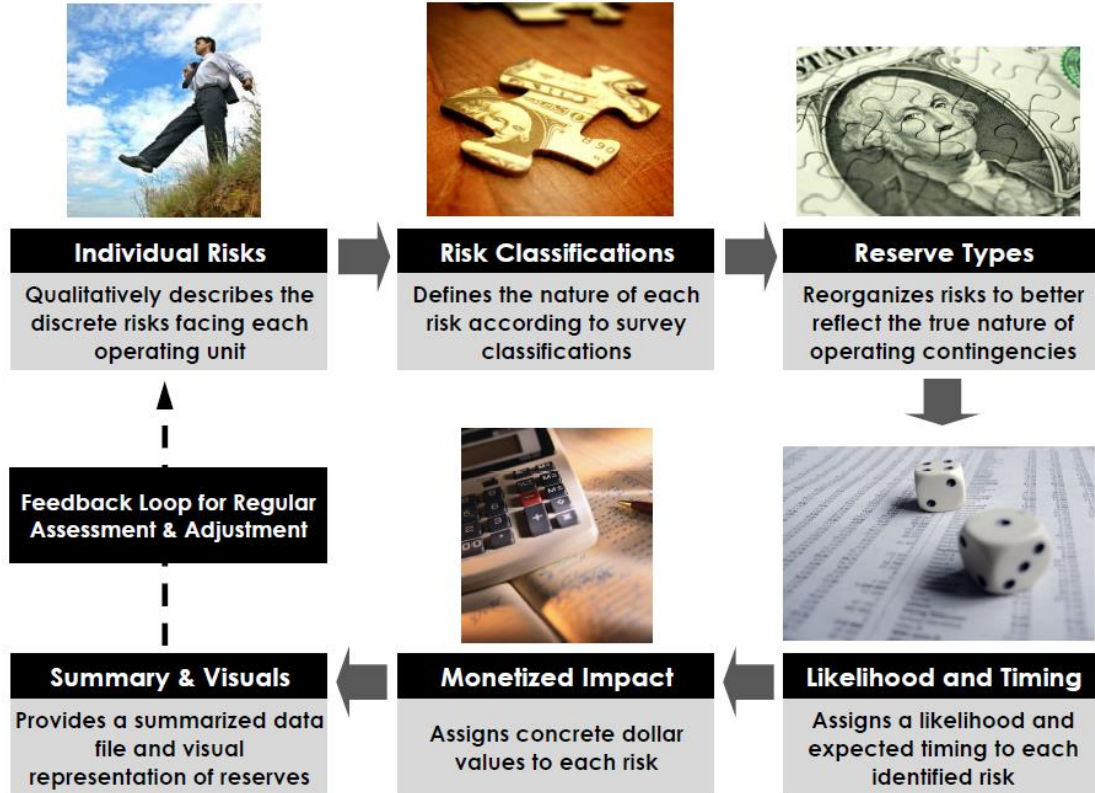 Individual Risks
Qualitatively describes the
discrete risks facing each
operating unit
Risk Classifications
Defines the nature of each
risk according to survey
classifications
Reserve Types
Reorganizes risks to better
reflect the true nature of
operating contingencies
Likelihood and Timing
Assigns a likelihood and
expected timing to each
identified risk
Monetized Impact
Assigns concrete dollar
values to each risk
Summary & Visuals
Provides a summarized data
file and visual
representation of reserves
Feedback Loop for Regular
Assessment & Adjustment